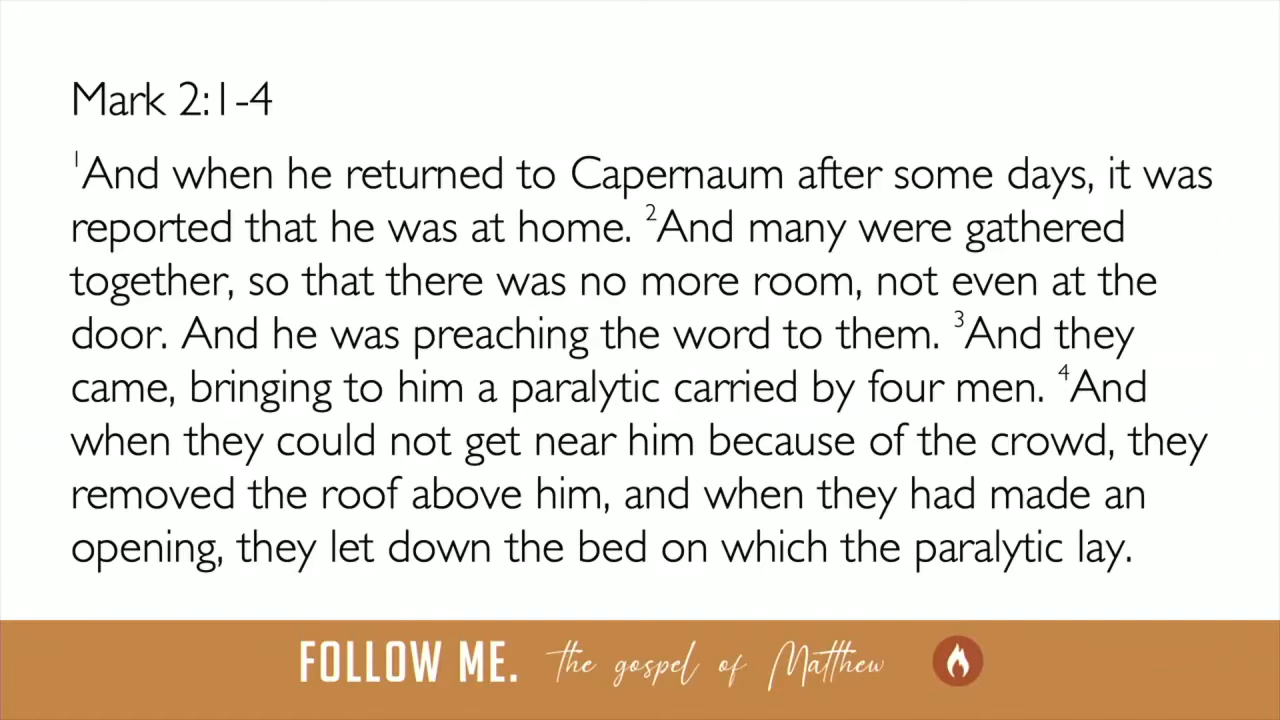 Mark 2:1-4
¹And when he returned to Capernaum after some days, it was
reported that he was at home. ²And many were gathered
together, so that there was no more room, not even at the
door. And he was preaching the word to them. ³And they
came, bringing to him a paralytic carried by four men. ⁴And
when they could not get near him because of the crowd, they
removed the roof above him, and when they had made an
opening, they let down the bed on which the paralytic lay.
FOLLOW ME. the gospel of Matthew